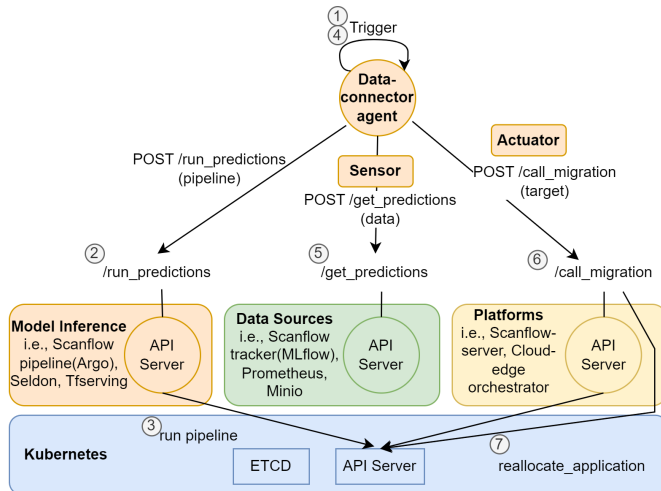 1
4
Trigger
Data-
connector
agent
Actuator
POST /run_predictions
(pipeline)
Sensor
POST /call_migration
(target)
POST /get_predictions
(data)
2
/run_predictions
5
/get_predictions
6
/call_migration
Model Inference
i.e., Scanflow
pipeline(Argo),
Seldon, Tfserving
API
Server
Data Sources
i.e., Scanflow
tracker(MLflow),
Prometheus,
Minio
API
Server
Platforms
i.e., Scanflow-
server, Cloud-
edge
orchestrator
API
Server
3
run pipeline
7
Kubernetes
ETCD
API Server
reallocate_application